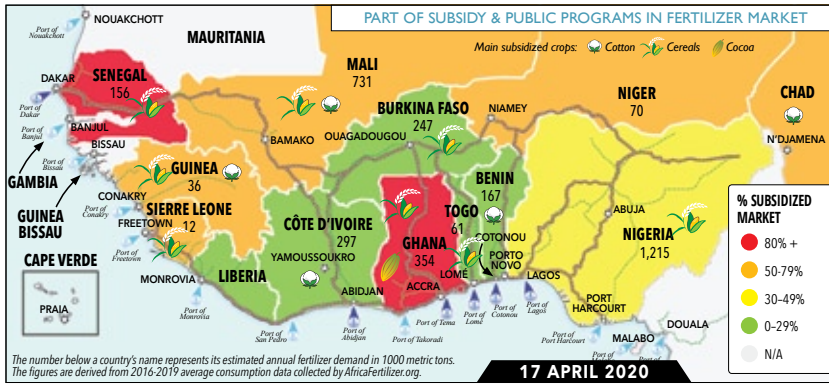 PART OF SUBSIDY & PUBLIC PROGRAMS IN FERTILIZER MARKET
Main subsidized crops: Cotton Cereals Cocoa
NOUAKCHOTT
Port of
Nouakchott
MAURITANIA
MALI
731
SENEGAL
156
DAKAR
Port of
Dakar
BANJUL
Port of
Banjul
BISSAU
Port of
Bissau
GAMBIA
GUINEA
BISSAU
BAMAKO
BURKINA FASO
247
OUAGADOUGOU
NIAMEY
NIGER
70
CHAD
N'DJAMENA
GUINEA
36
CONAKRY
Port of
Conakry
SIERRE LEONE
12
FREETOWN
Port of
Freetown
CAPE VERDE
PRAIA
MONROVIA
Port of
Monrovia
LIBERIA
CÔTE D'IVOIRE
297
YAMOUSSOUKRO
ABIDJAN
Port of
San Pedro
Port of
Abidjan
GHANA
354
ACCRA
Port of Takoradi
Port of Tema
TOGO
61
LOMÉ
Port of
Lomé
BENIN
167
COTONOU
PORTO
NOVO
Port of
Cotonou
LAGOS
Port of
Lagos
ABUJA
NIGERIA
1,215
PORT
HARCOURT
Port of
Port Harcourt
MALABO
DOUALA
% SUBSIDIZED
MARKET
80% +
50-79%
30–49%
0–29%
N/A
The number below a country's name represents its estimated annual fertilizer demand in 1000 metric tons.
The figures are derived from 2016-2019 average consumption data collected by AfricaFertilizer.org.
17 APRIL 2020